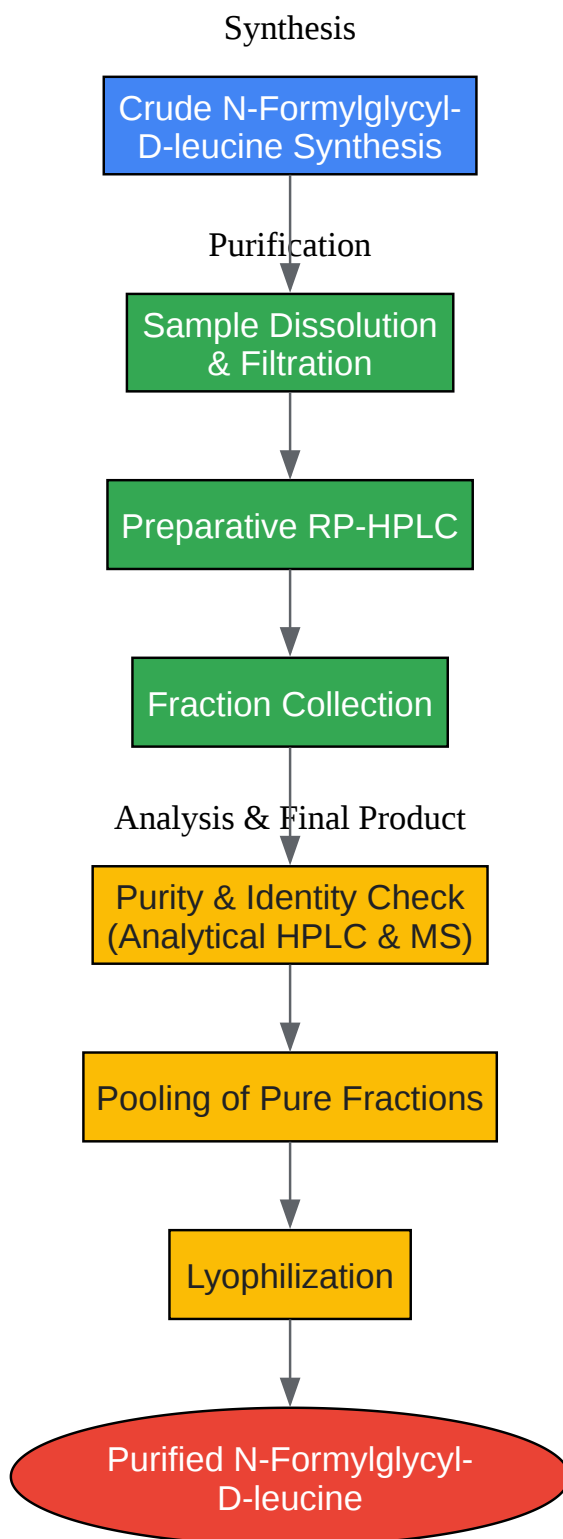 Synthesis
Crude N-Formylglycyl-
D-leucine Synthesis
Purification
Sample Dissolution
& Filtration
Preparative RP-HPLC
Fraction Collection
Analysis & Final Product
Purity & Identity Check
(Analytical HPLC & MS)
Pooling of Pure Fractions
Lyophilization
Purified N-Formylglycyl-
D-leucine